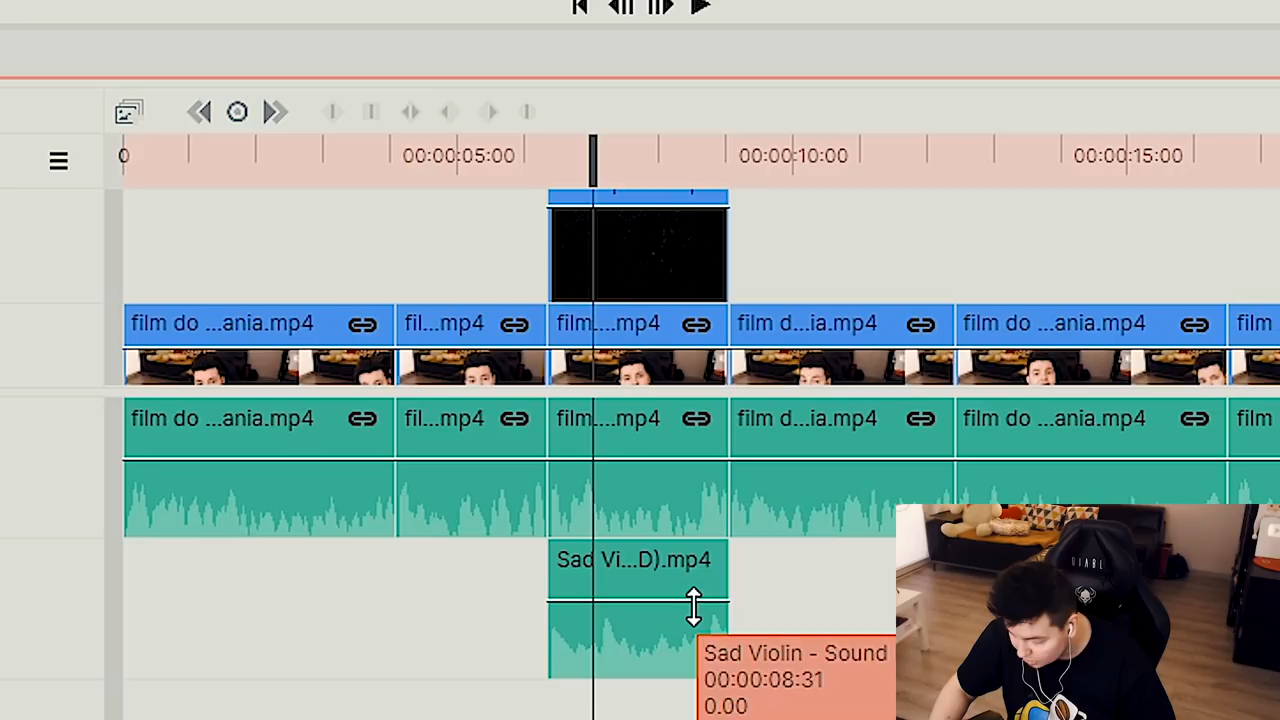 0
00:00:05:00
00:00:10:00
00:00:15:00
film do ...ania.mp4
fil...mp4
film....mp4
film d...ia.mp4
film do ...ania.mp4
film
film do ...ania.mp4
fil...mp4
film....mp4
film d...ia.mp4
film do ...ania.mp4
film
Sad Vi...D).mp4
Sad Violin - Sound
00:00:08:31
0.00
DIABL